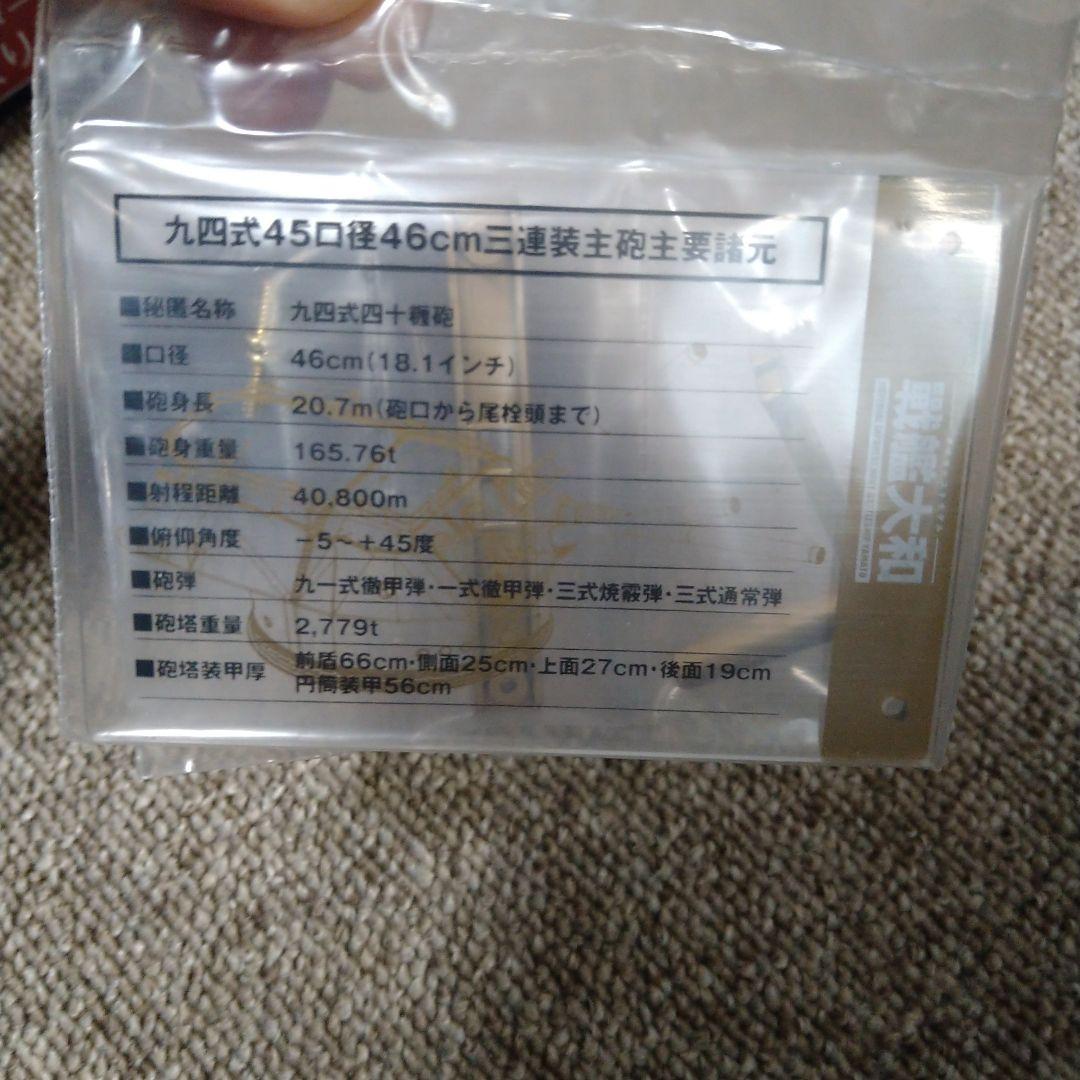 九四式45口径46cm三連装主砲主要諸元
■秘匿名称 九四式四十糎砲
■口径 46cm(18.1インチ)
■砲身長 20.7m(砲口から尾栓頭まで)
■砲身重量 165.76t
■射程距離 40,800m
■俯仰角度 −5〜+45度
■砲弾 九一式徹甲弾・一式徹甲弾・三式焼霰弾・三式通常弾
■砲塔重量 2,779t
■砲塔装甲厚 前盾66cm・側面25cm・上面27cm・後面19cm
円筒装甲56cm
戰艦大和